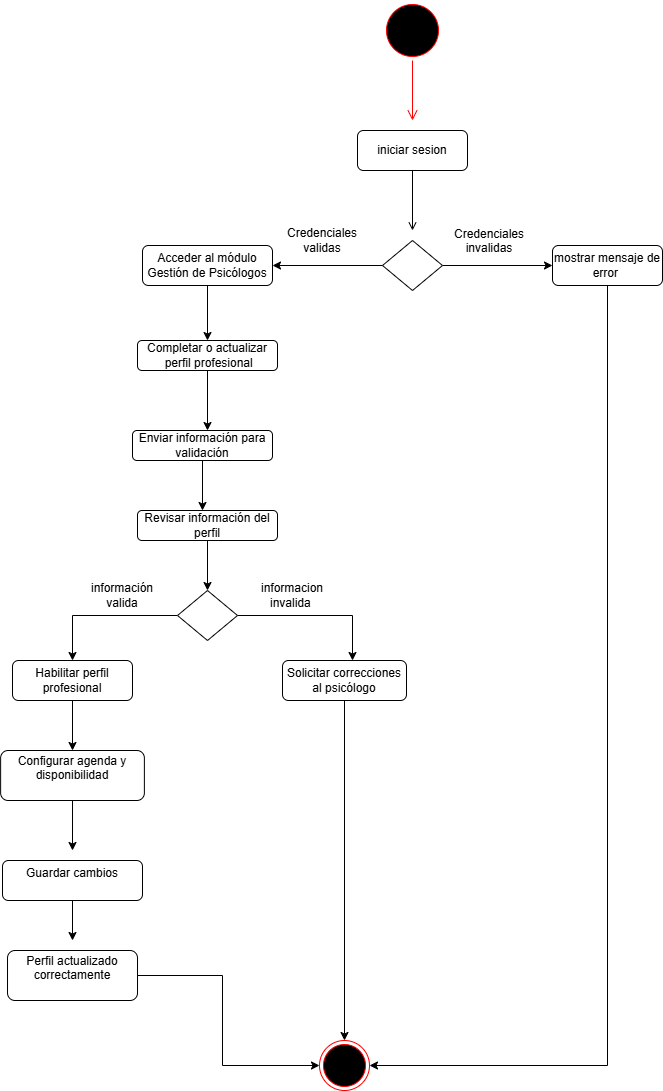 iniciar sesion
Credenciales
validas
Credenciales
invalidas
Acceder al módulo
Gestión de Psicólogos
mostrar mensaje de
error
Completar o actualizar
perfil profesional
Enviar información para
validación
Revisar información del
perfil
información
valida
informacion
invalida
Habilitar perfil
profesional
Solicitar correcciones
al psicólogo
Configurar agenda y
disponibilidad
Guardar cambios
Perfil actualizado
correctamente